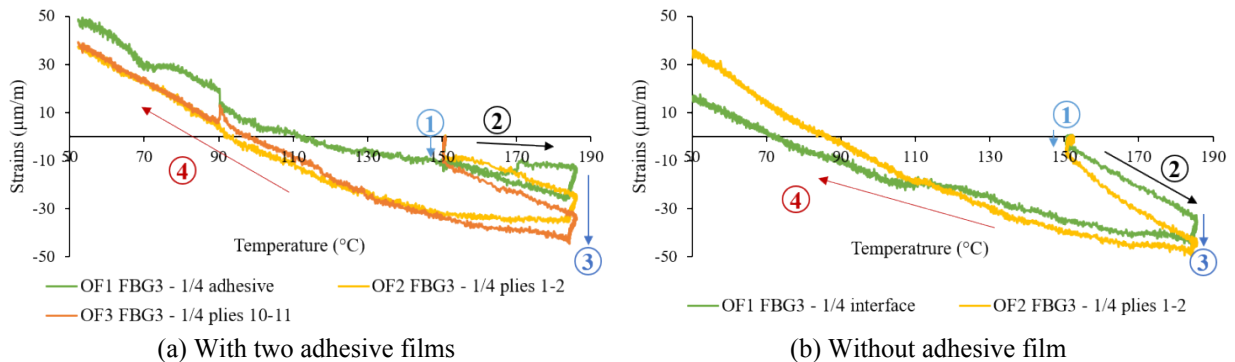 50
30
10
-10
-30
-50
Strains (µm/m)
50 70 90 110 130 150 170 190
1
2
3
4
Temperatrure (°C)
OF1 FBG3 - 1/4 adhesive
OF2 FBG3 - 1/4 plies 1-2
OF3 FBG3 - 1/4 plies 10-11
(a) With two adhesive films
50
30
10
-10
-30
-50
Strains (µm/m)
50 70 90 110 130 150 170 190
1
2
3
4
Temperatrure (°C)
OF1 FBG3 - 1/4 interface
OF2 FBG3 - 1/4 plies 1-2
(b) Without adhesive film